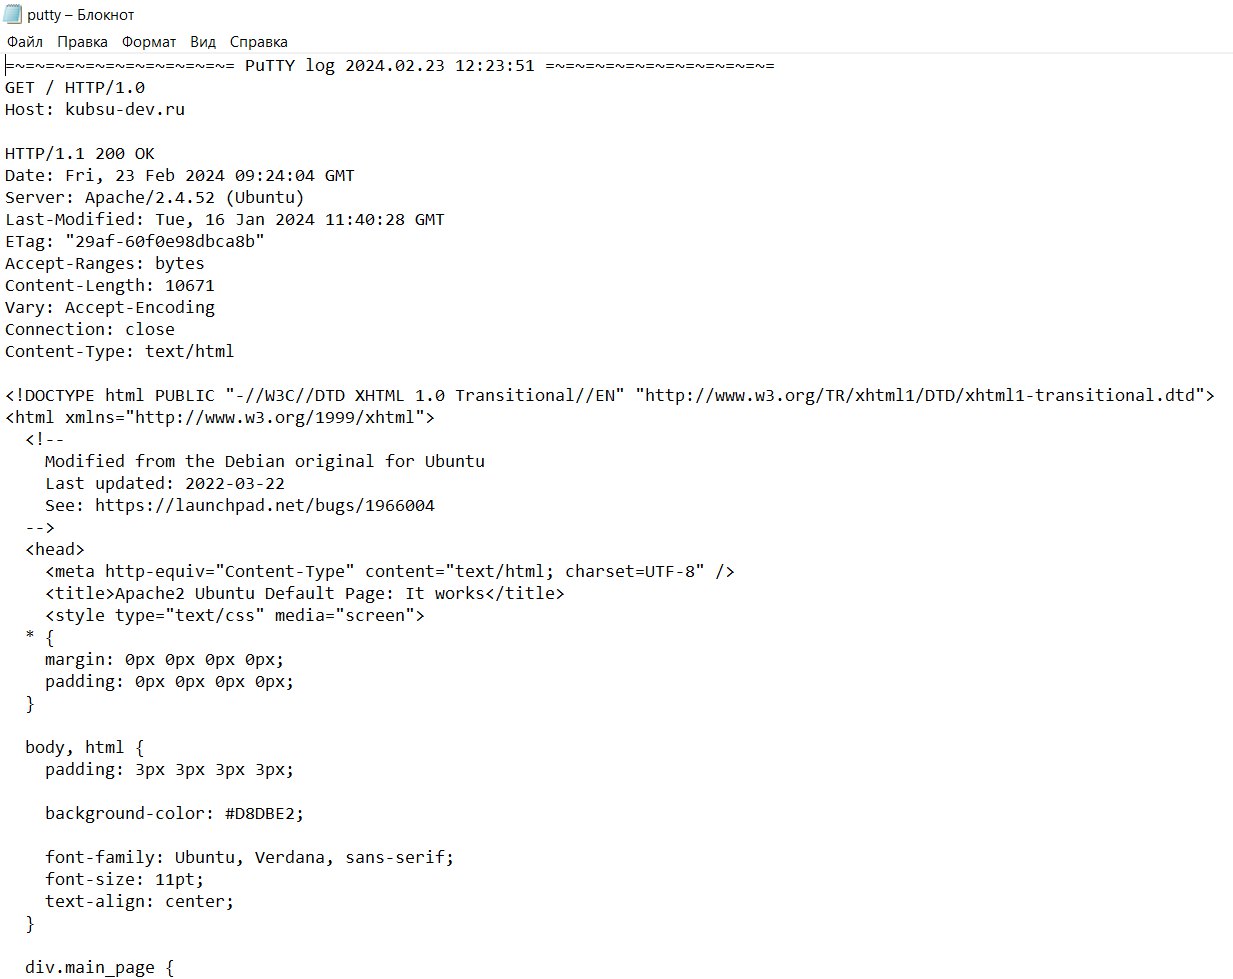 putty – Блокнот
Файл Правка Формат Вид Справка
=~=~=~=~=~=~=~=~=~=~=~= PuTTY log 2024.02.23 12:23:51 =~=~=~=~=~=~=~=~=~=~=~=
GET / HTTP/1.0
Host: kubsu-dev.ru

HTTP/1.1 200 OK
Date: Fri, 23 Feb 2024 09:24:04 GMT
Server: Apache/2.4.52 (Ubuntu)
Last-Modified: Tue, 16 Jan 2024 11:40:28 GMT
ETag: "29af-60f0e98dbca8b"
Accept-Ranges: bytes
Content-Length: 10671
Vary: Accept-Encoding
Connection: close
Content-Type: text/html

<!DOCTYPE html PUBLIC "-//W3C//DTD XHTML 1.0 Transitional//EN" "http://www.w3.org/TR/xhtml1/DTD/xhtml1-transitional.dtd">
<html xmlns="http://www.w3.org/1999/xhtml">
  <!--
    Modified from the Debian original for Ubuntu
    Last updated: 2022-03-22
    See: https://launchpad.net/bugs/1966004
  -->
  <head>
    <meta http-equiv="Content-Type" content="text/html; charset=UTF-8" />
    <title>Apache2 Ubuntu Default Page: It works</title>
    <style type="text/css" media="screen">
  * {
    margin: 0px 0px 0px 0px;
    padding: 0px 0px 0px 0px;
  }

  body, html {
    padding: 3px 3px 3px 3px;

    background-color: #D8DBE2;

    font-family: Ubuntu, Verdana, sans-serif;
    font-size: 11pt;
    text-align: center;
  }

  div.main_page {